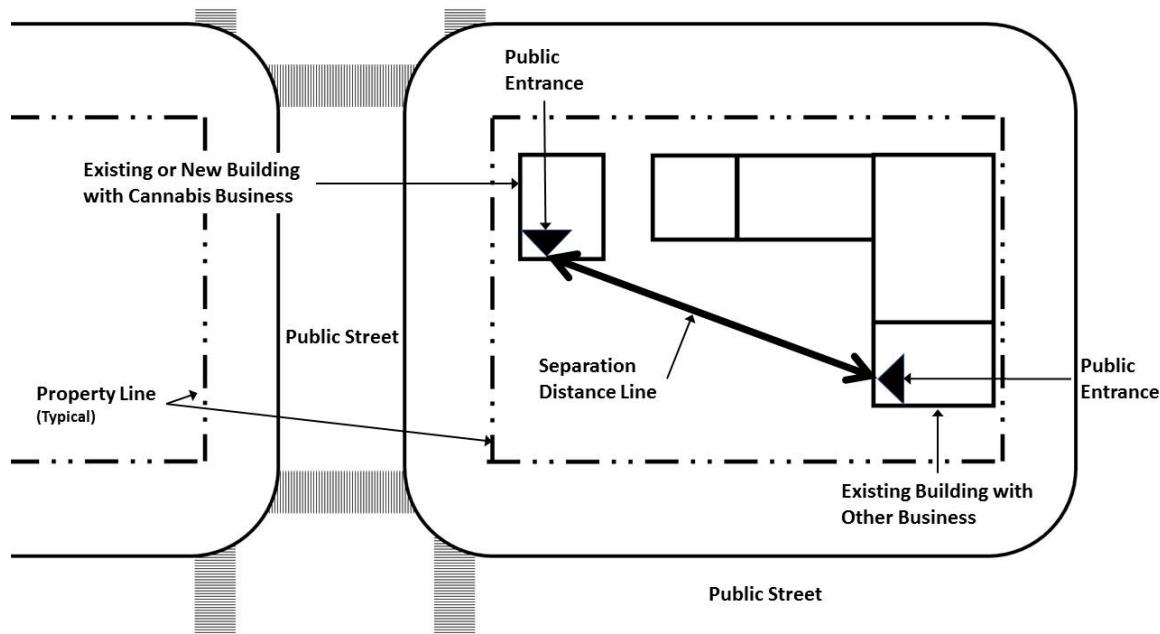 Public
Entrance
Existing or New Building
with Cannabis Business
Public Street
Separation
Distance Line
Property Line
(Typical)
Public
Entrance
Existing Building with
Other Business
Public Street